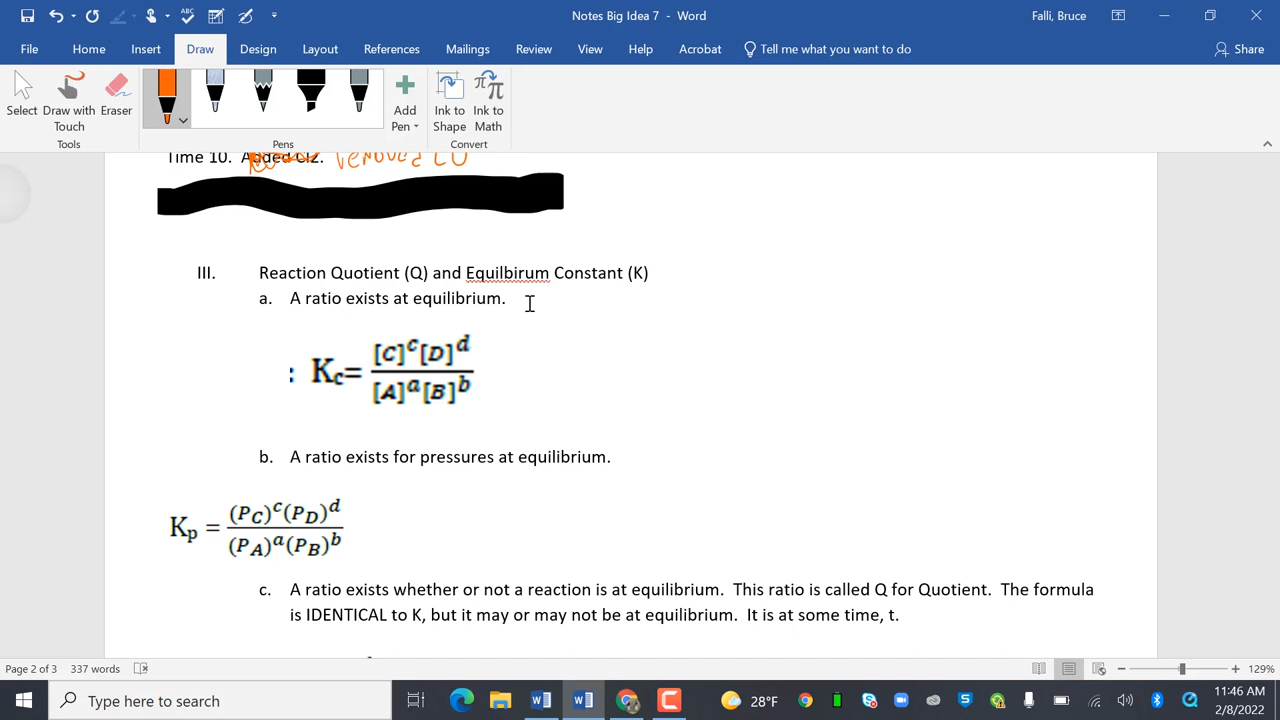 Notes Big Idea 7 - Word
Falli, Bruce
File Home Insert Draw Design Layout References Mailings Review View Help Acrobat Tell me what you want to do Share
Select Draw with Touch Eraser
Add Pen
Ink to Shape Ink to Math
Tools Pens Convert
Time 10. Added Cl2. removed CO
III. Reaction Quotient (Q) and Equilbirum Constant (K)
a. A ratio exists at equilibrium.
: Kc= [C]^c[D]^d / [A]^a[B]^b
b. A ratio exists for pressures at equilibrium.
Kp = (PC)^c(PD)^d / (PA)^a(PB)^b
c. A ratio exists whether or not a reaction is at equilibrium. This ratio is called Q for Quotient. The formula
is IDENTICAL to K, but it may or may not be at equilibrium. It is at some time, t.
Page 2 of 3 337 words 129%
Type here to search 28°F 11:46 AM
2/8/2022